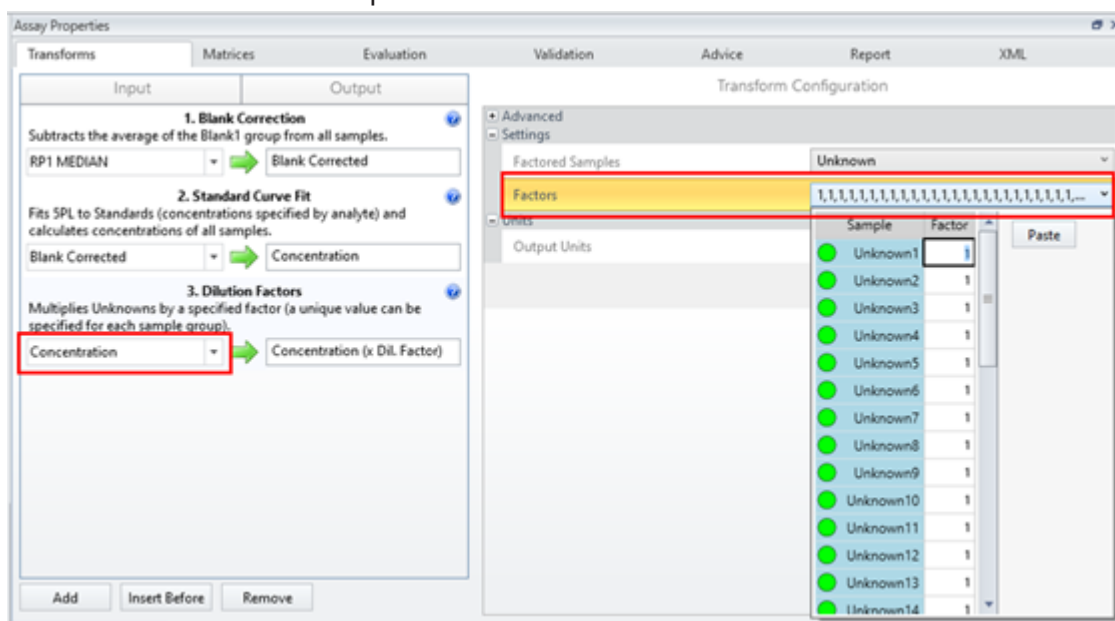 Assay Properties
Transforms Matrices Evaluation Validation Advice Report XML
Input Output
1. Blank Correction
Subtracts the average of the Blank1 group from all samples.
RP1 MEDIAN Blank Corrected
2. Standard Curve Fit
Fits 5PL to Standards (concentrations specified by analyte) and
calculates concentrations of all samples.
Blank Corrected Concentration
3. Dilution Factors
Multiplies Unknowns by a specified factor (a unique value can be
specified for each sample group).
Concentration Concentration (x Dil. Factor)
Add Insert Before Remove
Transform Configuration
Advanced
Settings
Factored Samples Unknown
Factors 1,1,1,1,1,1,1,1,1,1,1,1,1,1,1,1,1,1,1,1,1,1,1,1,1,1,...
Units
Output Units
Sample Factor Paste
Unknown1 1
Unknown2 1
Unknown3 1
Unknown4 1
Unknown5 1
Unknown6 1
Unknown7 1
Unknown8 1
Unknown9 1
Unknown10 1
Unknown11 1
Unknown12 1
Unknown13 1
Unknown14 1